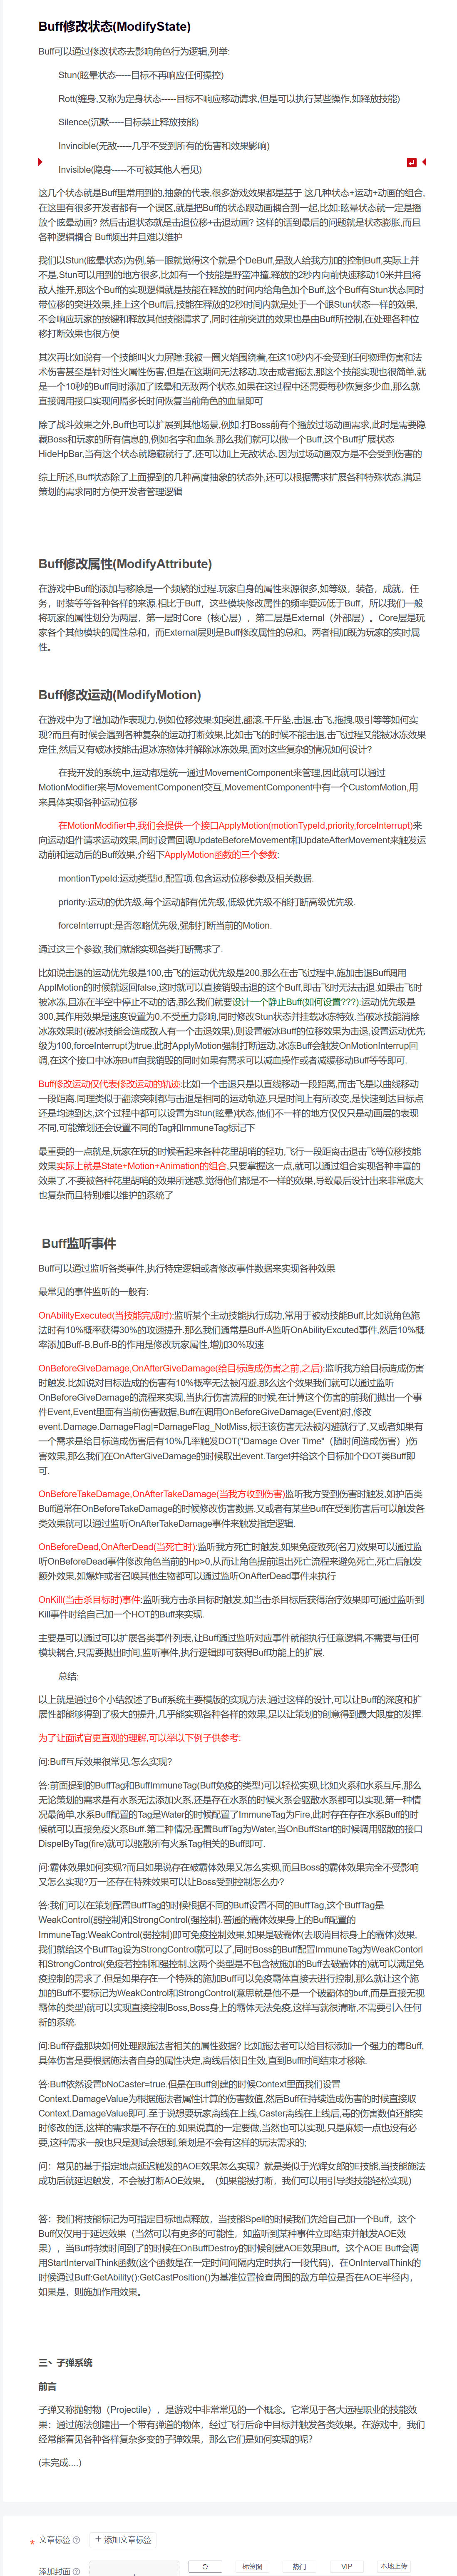 Buff修改状态(ModifyState)
Buff可以通过修改状态去影响角色行为逻辑,列举:
Stun(眩晕状态-----目标不再响应任何操控)
Rott(缠身,又称为定身状态-----目标不响应移动请求,但是可以执行某些操作,如释放技能)
Silence(沉默-----目标禁止释放技能)
Invincible(无敌-----几乎不受到所有的伤害和效果影响)
Invisible(隐身-----不可被其他人看见)
这几个状态就是Buff里常用到的,抽象的代表,很多游戏效果都是基于 这几种状态+运动+动画的组合,
在这里有很多开发者都有一个误区,就是把Buff的状态跟动画耦合到一起,比如:眩晕状态就一定是播
放个眩晕动画? 然后击退状态就是击退位移+击退动画? 这样的话到最后的问题就是状态膨胀,而且
各种逻辑耦合 Buff频出并且难以维护
我们以Stun(眩晕状态)为例,第一眼就觉得这个就是个DeBuff,是敌人给我方加的控制Buff,实际上并
不是,Stun可以用到的地方很多,比如有一个技能是野蛮冲撞,释放的2秒内向前快速移动10米并且将
敌人推开,那这个Buff的实现逻辑就是技能在释放的时间内给角色加个Buff,这个Buff有Stun状态同时
带位移的突进效果,挂上这个Buff后,技能在释放的2秒时间内就是处于一个跟Stun状态一样的效果,
不会响应玩家的按键和释放其他技能请求了,同时往前突进的效果也是由Buff所控制,在处理各种位
移打断效果也很方便
其次再比如说有一个技能叫火力屏障:我被一圈火焰围绕着,在这10秒内不会受到任何物理伤害和法
术伤害甚至是针对性火属性伤害,但是在这期间无法移动,攻击或者施法,那这个技能实现也很简单,就
是一个10秒的Buff同时添加了眩晕和无敌两个状态,如果在这过程中还需要每秒恢复多少血,那么就
直接调用接口实现间隔多长时间恢复当前角色的血量即可
除了战斗效果之外,Buff也可以扩展到其他场景,例如:打Boss前有个播放过场动画需求,此时是需要隐
藏Boss和玩家的所有信息的,例如名字和血条.那么我们就可以做一个Buff,这个Buff扩展状态
HideHpBar,当有这个状态就隐藏就行了,还可以加上无敌状态,因为过场动画双方是不会受到伤害的
综上所述,Buff状态除了上面提到的几种高度抽象的状态外,还可以根据需求扩展各种特殊状态,满足
策划的需求同时方便开发者管理逻辑
Buff修改属性(ModifyAttribute)
在游戏中Buff的添加与移除是一个频繁的过程.玩家自身的属性来源很多,如等级，装备，成就，任
务，时装等等各种各样的来源.相比于Buff，这些模块修改属性的频率要远低于Buff，所以我们一般
将玩家的属性划分为两层，第一层时Core（核心层），第二层是External（外部层）。Core层是玩
家各个其他模块的属性总和，而External层则是Buff修改属性的总和。两者相加既为玩家的实时属
性。
Buff修改运动(ModifyMotion)
在游戏中为了增加动作表现力,例如位移效果:如突进,翻滚,千斤坠,击退,击飞,拖拽,吸引等等如何实
现?而且有时候会遇到各种复杂的运动打断效果,比如击飞的时候不能击退,击飞过程又能被冰冻效果
定住,然后又有破冰技能击退冰冻物体并解除冰冻效果,面对这些复杂的情况如何设计?
在我开发的系统中,运动都是统一通过MovementComponent来管理,因此就可以通过
MotionModifier来与MovementComponent交互,MovementComponent中有一个CustomMotion,用
来具体实现各种运动位移
在MotionModifier中,我们会提供一个接口ApplyMotion(motionTypeId,priority,forceInterrupt)来
向运动组件请求运动效果,同时设置回调UpdateBeforeMovement和UpdateAfterMovement来触发运
动前和运动后的Buff效果,介绍下ApplyMotion函数的三个参数:
montionTypeId:运动类型id,配置项.包含运动位移参数及相关数据.
priority:运动的优先级,每个运动都有优先级,低级优先级不能打断高级优先级.
forceInterrupt:是否忽略优先级,强制打断当前的Motion.
通过这三个参数,我们就能实现各类打断需求了.
比如说击退的运动优先级是100,击飞的运动优先级是200,那么在击飞过程中,施加击退Buff调用
ApplMotion的时候就返回false,这时就可以直接销毁击退的这个Buff,即击飞时无法击退.如果击飞时
被冰冻,且冻在半空中停止不动的话,那么我们就要设计一个静止Buff(如何设置???):运动优先级是
300,其作用效果是速度设置为0,不受重力影响,同时修改Stun状态并挂载冰冻特效.当破冰技能消除
冰冻效果时(破冰技能会造成敌人有一个击退效果),则设置破冰Buff的位移效果为击退,设置运动优先
级为100,forceInterrupt为true.此时ApplyMotion强制打断运动,冰冻Buff会触发OnMotionInterrup回
调,在这个接口中冰冻Buff自我销毁的同时如果有需求可以减血操作或者减缓移动Buff等等即可.
Buff修改运动仅代表修改运动的轨迹:比如一个击退只是以直线移动一段距离,而击飞是以曲线移动
一段距离.同理类似于翻滚突刺都与击退是相同的运动轨迹,只是时间上有所改变,是快速到达目标点
还是均速到达,这个过程中都可以设置为Stun(眩晕)状态,他们不一样的地方仅仅只是动画层的表现
不同,可能策划还会设置不同的Tag和ImmuneTag标记下
最重要的一点就是,玩家在玩的时候看起来各种花里胡哨的轻功,飞行一段距离击退击飞等位移技能
效果实际上就是State+Motion+Animation的组合,只要掌握这一点,就可以通过组合实现各种丰富的
效果了,不要被各种花里胡哨的效果所迷惑,觉得他们都是不一样的效果,导致最后设计出来非常庞大
也复杂而且特别难以维护的系统了
Buff监听事件
Buff可以通过监听各类事件,执行特定逻辑或者修改事件数据来实现各种效果
最常见的事件监听的一般有:
OnAbilityExecuted(当技能完成时):监听某个主动技能执行成功,常用于被动技能Buff,比如说角色施
法时有10%概率获得30%的攻速提升.那么我们通常是Buff-A监听OnAbilityExcuted事件,然后10%概
率添加Buff-B.Buff-B的作用是修改玩家属性,增加30%攻速
OnBeforeGiveDamage,OnAfterGiveDamage(给目标造成伤害之前,之后):监听我方给目标造成伤害
时触发.比如说对目标造成的伤害有10%概率无法被闪避,那么这个效果我们就可以通过监听
OnBeforeGiveDamage的流程来实现,当执行伤害流程的时候,在计算这个伤害的前我们抛出一个事
件Event,Event里面有当前伤害数据,Buff在调用OnBeforeGiveDamage(Event)时,修改
event.Damage.DamageFlag|=DamageFlag_NotMiss,标注该伤害无法被闪避就行了.又或者如果有
一个需求是给目标造成伤害后有10%几率触发DOT("Damage Over Time"（随时间造成伤害）)伤
害效果,那么我们在OnAfterGiveDamage的时候取出event.Target并给这个目标加个DOT类Buff即
可.
OnBeforeTakeDamage,OnAfterTakeDamage(当我方收到伤害)监听我方受到伤害时触发,如护盾类
Buff通常在OnBeforeTakeDamage的时候修改伤害数据.又或者有某些Buff在受到伤害后可以触发各
类效果就可以通过监听OnAfterTakeDamage事件来触发指定逻辑.
OnBeforeDead,OnAfterDead(当死亡时):监听我方死亡时触发,如果免疫致死(名刀)效果可以通过监
听OnBeforeDead事件修改角色当前的Hp>0,从而让角色提前退出死亡流程来避免死亡,死亡后触发
额外效果,如爆炸或者召唤其他生物都可以通过监听OnAfterDead事件来执行
OnKill(当击杀目标时)事件:监听我方击杀目标时触发,如当击杀目标后获得治疗效果即可通过监听到
Kill事件时给自己加一个HOT的Buff来实现.
主要是可以通过可以扩展各类事件列表,让Buff通过监听对应事件就能执行任意逻辑,不需要与任何
模块耦合,只需要抛出时间,监听事件,执行逻辑即可获得Buff功能上的扩展.
总结:
以上就是通过6个小结叙述了Buff系统主要模版的实现方法.通过这样的设计,可以让Buff的深度和扩
展性都能够得到了极大的提升,几乎能实现各种各样的效果,足以让策划的创意得到最大限度的发挥.
为了让面试官更直观的理解,可以举以下例子供参考:
问:Buff互斥效果很常见,怎么实现?
答:前面提到的BuffTag和BuffImmuneTag(Buff免疫的类型)可以轻松实现,比如火系和水系互斥,那么
无论策划的需求是有水系无法添加火系,还是存在水系的时候火系会驱散水系都可以实现.第一种情
况最简单,水系Buff配置的Tag是Water的时候配置了ImmuneTag为Fire,此时存在存在水系Buff的时
候就可以直接免疫火系Buff.第二种情况:配置BuffTag为Water,当OnBuffStart的时候调用驱散的接口
DispelByTag(fire)就可以驱散所有火系Tag相关的Buff即可.
问:霸体效果如何实现?而且如果说存在破霸体效果又怎么实现,而且Boss的霸体效果完全不受影响
又怎么实现?万一还存在特殊效果可以让Boss受到控制怎么办?
答:我们可以在策划配置BuffTag的时候根据不同的Buff设置不同的BuffTag,这个BuffTag是
WeakControl(弱控制)和StrongControl(强控制).普通的霸体效果身上的Buff配置的
ImmuneTag:WeakControl(弱控制)即可免疫控制效果,如果是破霸体(去取消目标身上的霸体)效果,
我们就给这个BuffTag设为StrongControl就可以了,同时Boss的Buff配置ImmuneTag为WeakContorl
和StrongControl(免疫若控制和强控制,这两个类型是不包含被施加的Buff去破霸体的)就可以满足免
疫控制的需求了.但是如果存在一个特殊的施加Buff可以免疫霸体直接去进行控制,那么就让这个施
加的Buff不要标记为WeakControl和StrongControl(意思就是他不是一个破霸体的buff,而是直接无视
霸体的类型)就可以实现直接控制Boss,Boss身上的霸体无法免疫,这样写就很清晰,不需要引入任何
新的系统.
问:Buff存盘那块如何处理跟施法者相关的属性数据? 比如施法者可以给目标添加一个强力的毒Buff,
具体伤害是要根据施法者自身的属性决定,离线后依旧生效,直到Buff时间结束才移除.
答:Buff依然设置bNoCaster=true.但是在Buff创建的时候Context里面我们设置
Context.DamageValue为根据施法者属性计算的伤害数值,然后Buff在持续造成伤害的时候直接取
Context.DamageValue即可.至于说想要玩家离线在上线,Caster离线在上线后,毒的伤害数值还能实
时修改的话,这样的需求是不存在的,如果说真的一定要做,当然也可以实现,只是麻烦一点也没有必
要,这种需求一般也只是测试会想到,策划是不会有这样的玩法需求的;
问：常见的基于指定地点延迟触发的AOE效果怎么实现？就是类似于光辉女郎的E技能,当技能施法
成功后就延迟触发，不会被打断AOE效果。（如果能被打断，我们可以用引导类技能轻松实现）
答：我们将技能标记为可指定目标地点释放，当技能Spell的时候我们先给自己加一个Buff，这个
Buff仅仅用于延迟效果（当然可以有更多的可能性，如监听到某种事件立即结束并触发AOE效
果），当Buff持续时间到了的时候在OnBuffDestroy的时候创建AOE效果Buff。这个AOE Buff会调
用StartIntervalThink函数(这个函数是在一定时间间隔内定时执行一段代码)，在OnIntervalThink的
时候通过Buff:GetAbility():GetCastPosition()为基准位置检查周围的敌方单位是否在AOE半径内，
如果是，则施加作用效果。
三、子弹系统
前言
子弹又称抛射物（Projectile），是游戏中非常常见的一个概念。它常见于各大远程职业的技能效
果：通过施法创建出一个带有弹道的物体，经过飞行后命中目标并触发各类效果。在游戏中，我们
经常能看见各种各样复杂多变的子弹效果，那么它们是如何实现的呢?
(未完成....)
* 文章标签 ?
+ 添加文章标签
添加封面 ?
标签圆
热门
VIP
本地上传